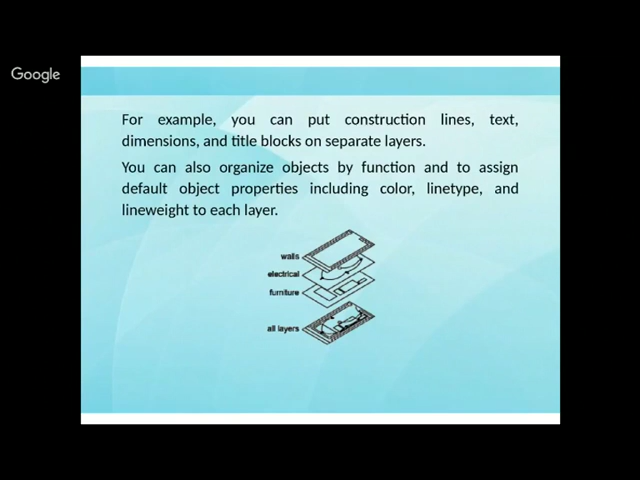 Google
For example, you can put construction lines, text,
dimensions, and title blocks on separate layers.
You can also organize objects by function and to assign
default object properties including color, linetype, and
lineweight to each layer.
walls
electrical
furniture
all layers